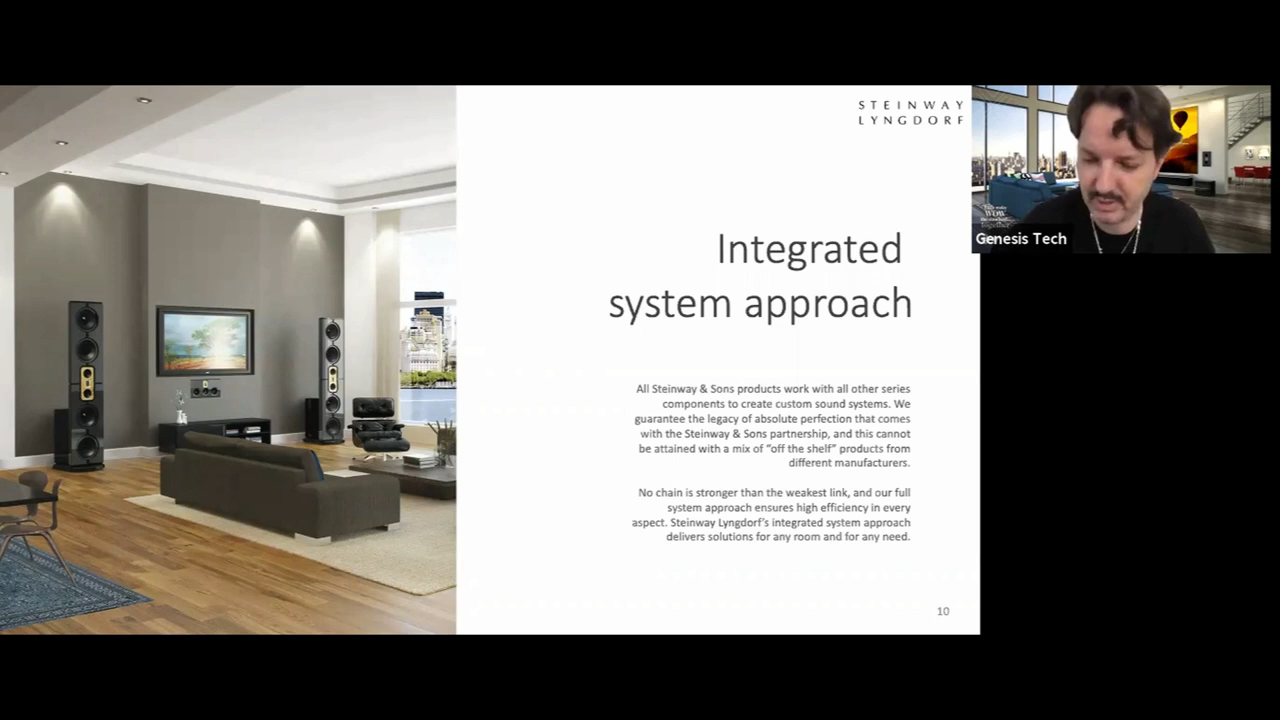 STEINWAY
LYNGDORF
Integrated
system approach
All Steinway & Sons products work with all other series
components to create custom sound systems. We
guarantee the legacy of absolute perfection that comes
with the Steinway & Sons partnership, and this cannot
be attained with a mix of “off the shelf” products from
different manufacturers.
No chain is stronger than the weakest link, and our full
system approach ensures high efficiency in every
aspect. Steinway Lyngdorf’s integrated system approach
delivers solutions for any room and for any need.
10
WOW
together
Genesis Tech